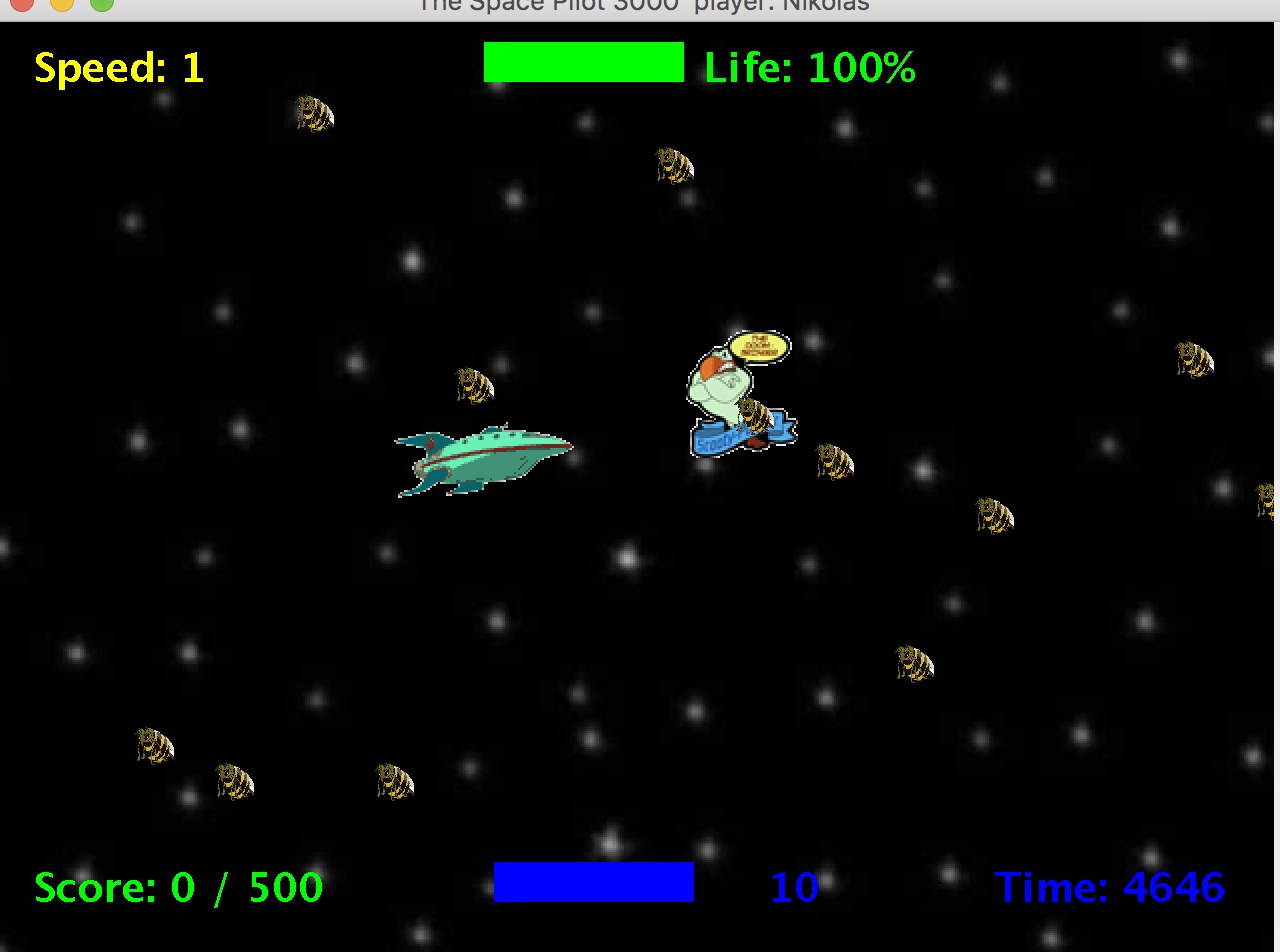 The Space Pilot 3000 player: Nikolas
Speed: 1
Life: 100%
Score: 0 / 500
10
Time: 4646